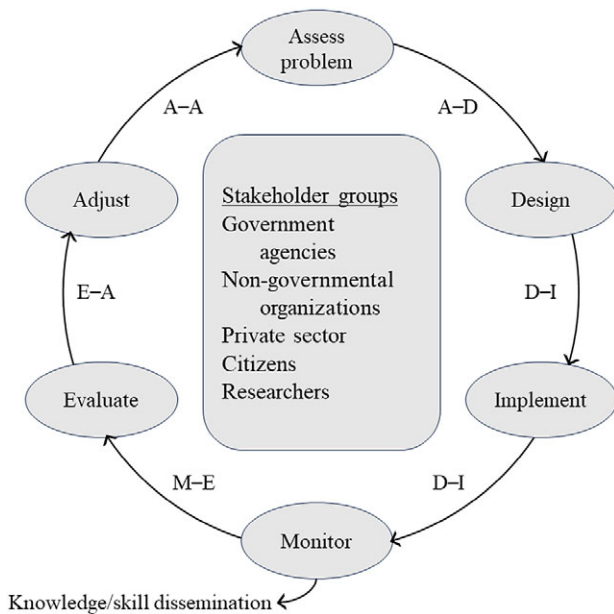 Assess
problem
A–A
A–D
Adjust
Design
Stakeholder groups
Government
agencies
Non-governmental
organizations
Private sector
Citizens
Researchers
E–A
D–I
Evaluate
Implement
M–E
D–I
Monitor
Knowledge/skill dissemination